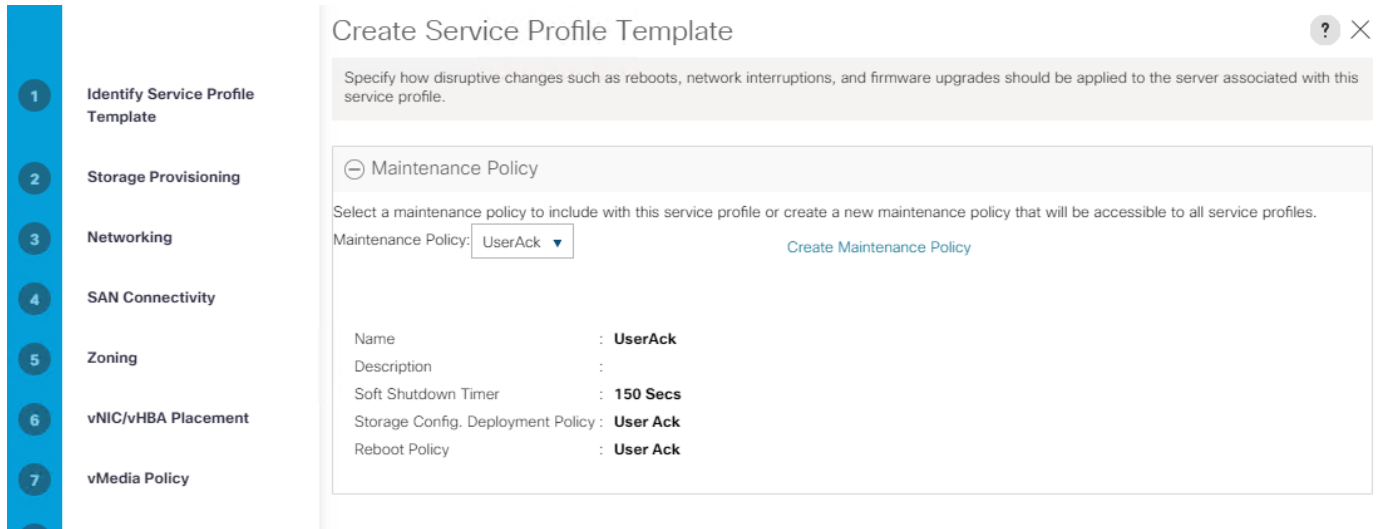 Create Service Profile Template
?
Specify how disruptive changes such as reboots, network interruptions, and firmware upgrades should be applied to the server associated with this
service profile.
1 Identify Service Profile
Template
2 Storage Provisioning
3 Networking
4 SAN Connectivity
5 Zoning
6 vNIC/vHBA Placement
7 vMedia Policy
Maintenance Policy
Select a maintenance policy to include with this service profile or create a new maintenance policy that will be accessible to all service profiles.
Maintenance Policy: UserAck Create Maintenance Policy
Name : UserAck
Description :
Soft Shutdown Timer : 150 Secs
Storage Config. Deployment Policy : User Ack
Reboot Policy : User Ack